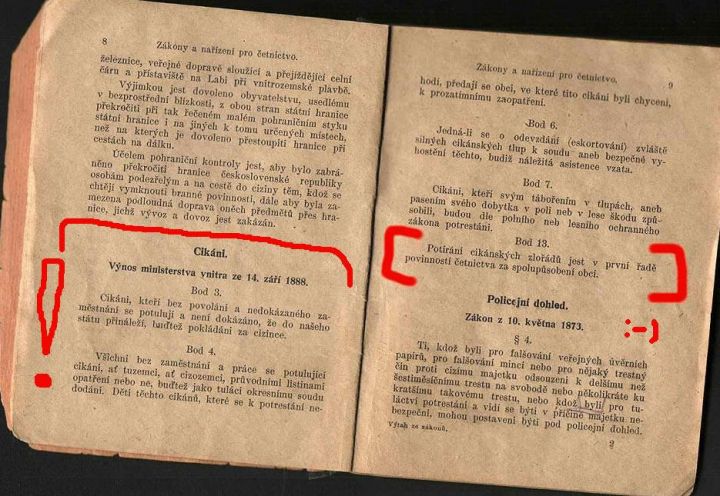 8
Zákony a nařízení pro četnictvo.
železnice, veřejné dopravě sloužící a přejíždějící celní
čáru a přístaviště na Labi při vnitrozemské plavbě.
Výjimkou jest dovoleno obyvatelstvu, usedlému
v bezprostřední blízkosti, z obou stran státní hranice
překročiti při tak řečeném malém pohraničním styku
státní hranice i na jiných k tomu určených místech,
než na kterých je dovoleno přestoupiti hranice při
cestách na dálku.
Účelem pohraniční kontroly jest, aby bylo zabrá-
něno překročiti hranice československé republiky
osobám podezřelým a na cestě do ciziny těm, kdož se
chtějí vymknouti branné povinnosti, dále aby byla za-
mezena podloudná doprava oněch předmětů přes hra-
nice, jichž vývoz a dovoz jest zakázán.
Cikáni.
Výnos ministerstva vnitra ze 14. září 1888.
Bod 3.
Cikáni, kteří bez povolání a nedokázaného za-
městnání se potulují a není dokázáno, že do našeho
státu přináleží, buďtež pokládáni za cizince.
Bod 4.
Všichni bez zaměstnání a práce se potulující
cikáni, ať tuzemci, ať cizozemci, průvodními listinami
opatření nebo ne, buďtež jako tuláci okresnímu soudu
dodáni. Děti těchto cikánů, které se k potrestání ne-
Zákony a nařízení pro četnictvo.
9
hodí, předají se obci, ve které tito cikáni byli chyceni,
k prozatimnímu zaopatření.
Bod 6.
Jedná-li se o odevzdání (eskortování) zvláště
silných cikánských tlup k soudu aneb bezpečné vy-
hostění těchto, budiž náležitá asistence vzata.
Bod 7.
Cikáni, kteří svým tábořením v tlupách, aneb
pasením svého dobytka v poli neb v lese škodu způ-
sobili, budou dle polního neb lesního ochranného
zákona potrestáni.
Bod 13.
Potírání cikánských zlořádů jest v první řadě
povinností četnictva za spolupůsobení obcí.
Policejní dohled.
Zákon z 10. května 1873.
:-)
§ 4.
Ti, kdož byli pro falšování veřejných úvěrních
papírů, pro falšování mincí nebo pro nějaký trestný
čin proti cizímu majetku odsouzeni k delšímu než
šestiměsíčnímu trestu na svobodě nebo několikráte ku
kratšímu takovému trestu, nebo kdož byli pro tu-
láctví potrestáni a vidí se býti v příčině majetku ne-
bezpeční, mohou postaveni býti pod policejní dohled.
Výtah ze zákonů.
2